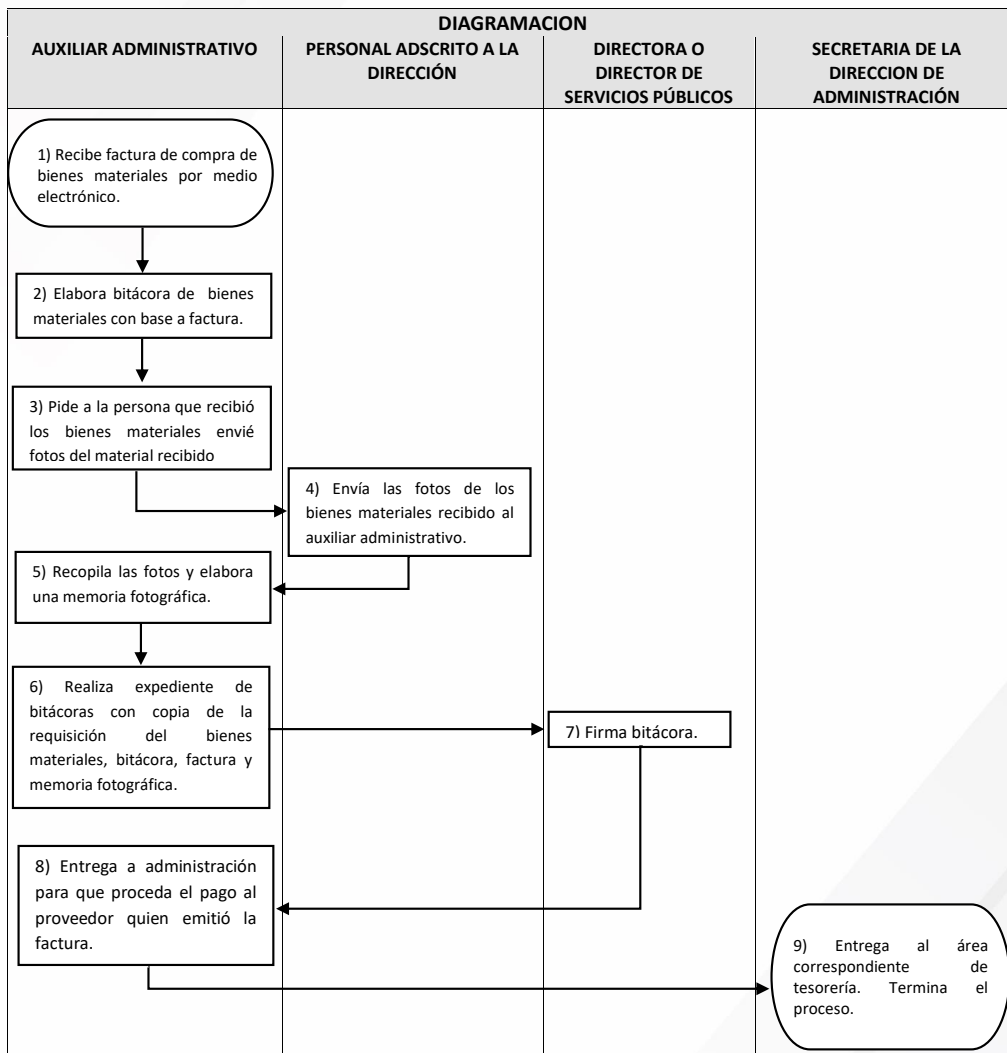 DIAGRAMACION
AUXILIAR ADMINISTRATIVO
PERSONAL ADSCRITO A LA
DIRECCIÓN
DIRECTORA O
DIRECTOR DE
SERVICIOS PÚBLICOS
SECRETARIA DE LA
DIRECCION DE
ADMINISTRACIÓN
1) Recibe factura de compra de
bienes materiales por medio
electrónico.
2) Elabora bitácora de bienes
materiales con base a factura.
3) Pide a la persona que recibió
los bienes materiales envié
fotos del material recibido
4) Envía las fotos de los
bienes materiales recibido al
auxiliar administrativo.
5) Recopila las fotos y elabora
una memoria fotográfica.
6) Realiza expediente de
bitácoras con copia de la
requisición del bienes
materiales, bitácora, factura y
memoria fotográfica.
7) Firma bitácora.
8) Entrega a administración
para que proceda el pago al
proveedor quien emitió la
factura.
9) Entrega al área
correspondiente de
tesorería. Termina el
proceso.